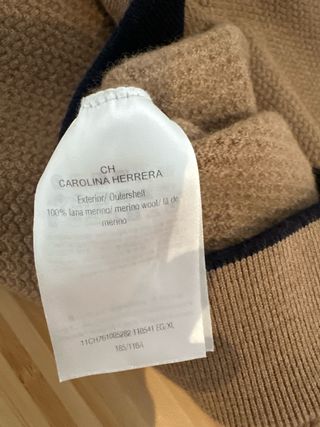 CH
CAROLINA HERRERA
Exterior/ Outershell
100% lana merino/ merino wool/ lã de
merino
185/116A